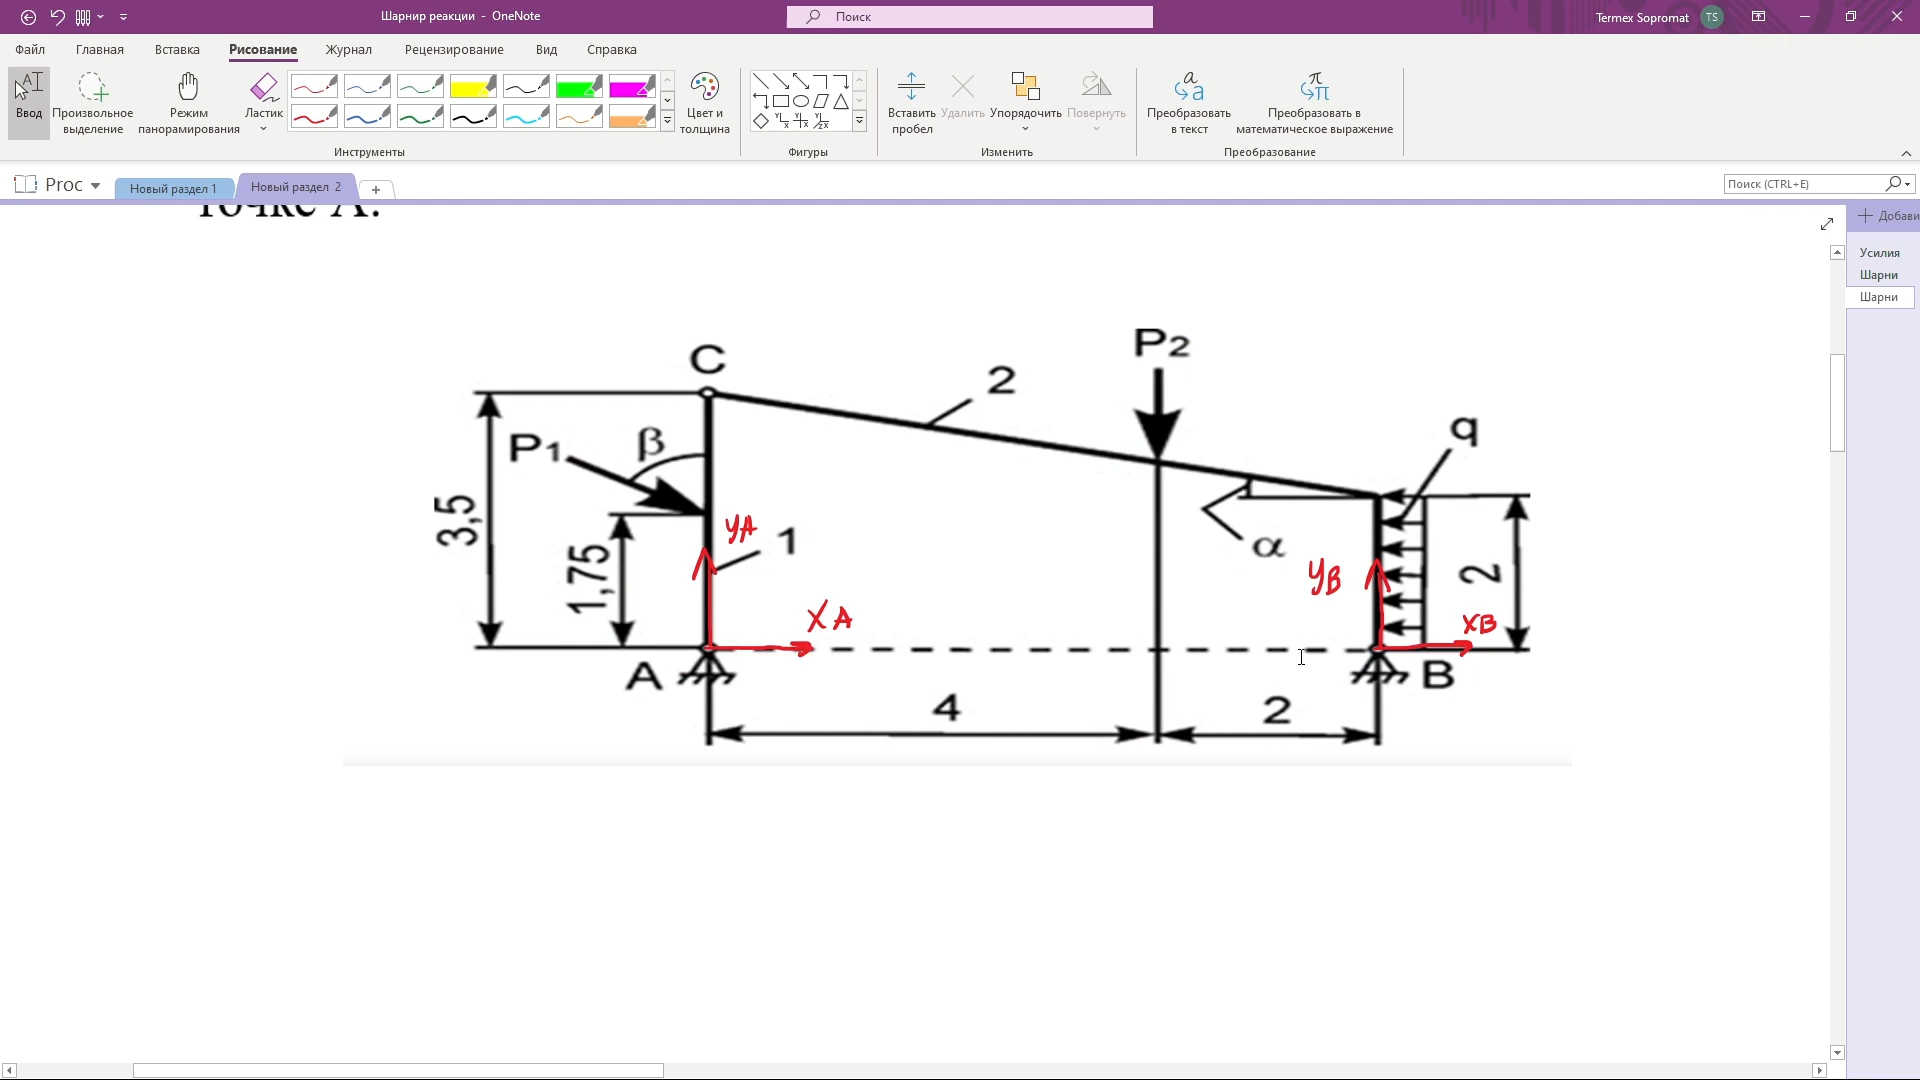 Шарнир реакции - OneNote
Поиск
Termex Sopromat
TS
Файл
Главная
Вставка
Рисование
Журнал
Рецензирование
Вид
Справка
Ввод
Произвольное выделение
Режим панорамирования
Ластик
Цвет и толщина
Вставить пробел
Удалить
Упорядочить
Повернуть
Преобразовать в текст
Преобразовать в математическое выражение
Инструменты
Фигуры
Изменить
Преобразование
Proc
Новый раздел 1
Новый раздел 2
Поиск (CTRL+E)
точке А.
Добави
Усилия
Шарни
Шарни
C
P2
2
P1
β
q
3,5
YA
1
1,75
α
YB
2
XA
XB
A
B
4
2